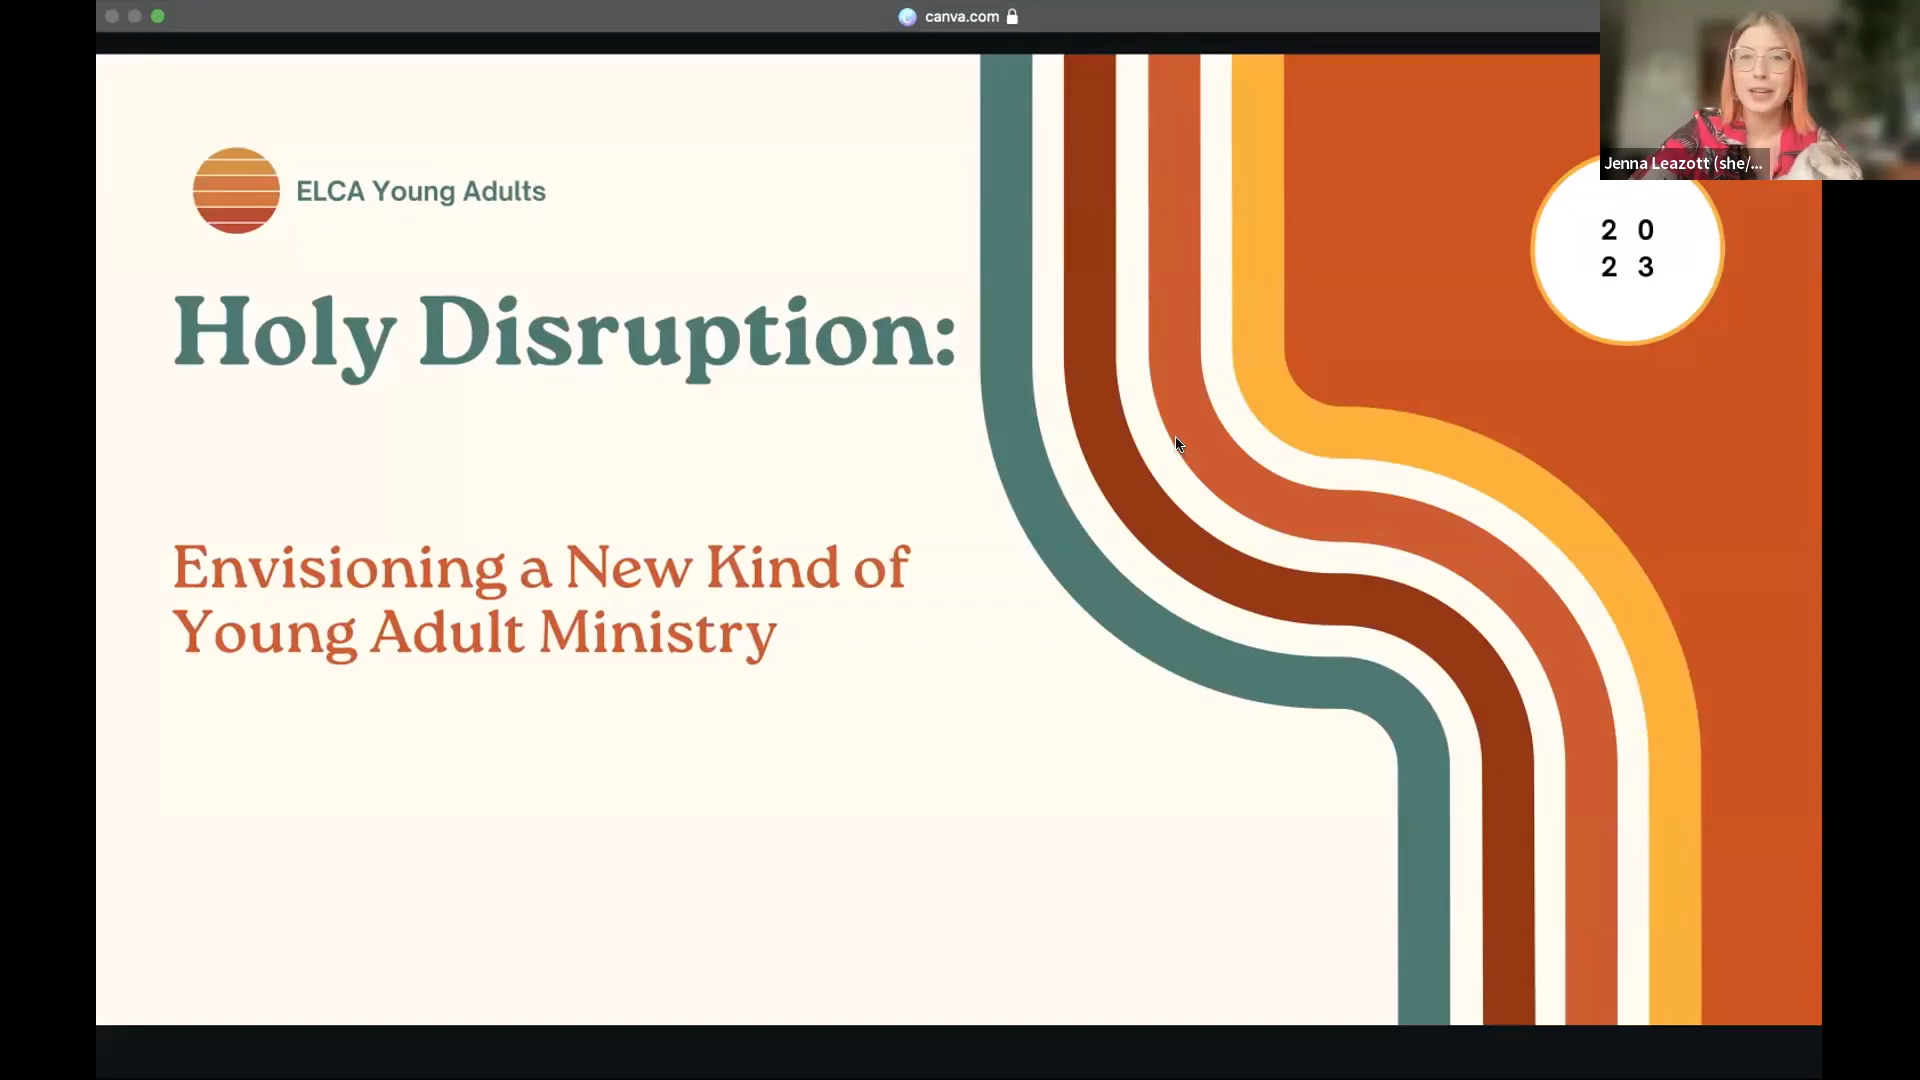 canva.com
Jenna Leazott (she/...
ELCA Young Adults
2 0
2 3
Holy Disruption:
Envisioning a New Kind of
Young Adult Ministry